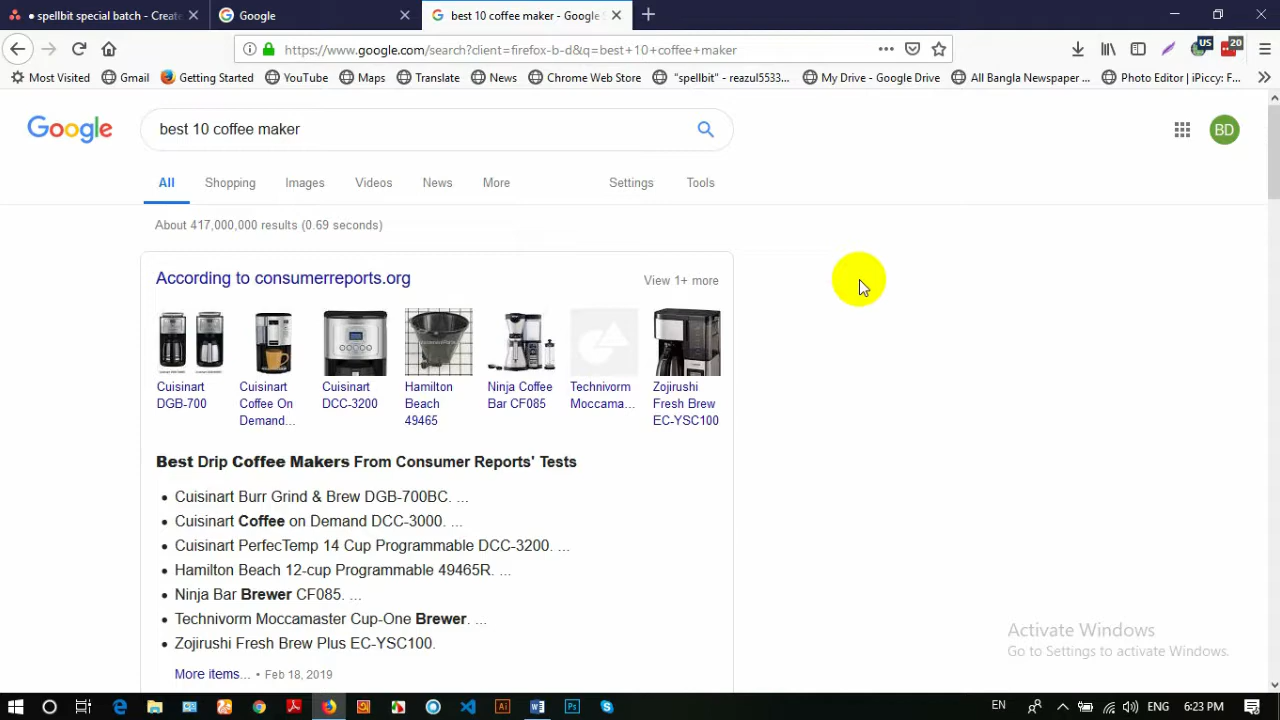 spellbit special batch - Create
Google
best 10 coffee maker - Google S
https://www.google.com/search?client=firefox-b-d&q=best+10+coffee+maker
US
20
Most Visited
Gmail
Getting Started
YouTube
Maps
Translate
News
Chrome Web Store
"spellbit" - reazul5533...
My Drive - Google Drive
All Bangla Newspaper ...
Photo Editor | iPiccy: F...
Google
best 10 coffee maker
BD
All
Shopping
Images
Videos
News
More
Settings
Tools
About 417,000,000 results (0.69 seconds)
According to consumerreports.org
View 1+ more
Cuisinart
DGB-700
Cuisinart
Coffee On
Demand...
Cuisinart
DCC-3200
Hamilton
Beach
49465
Ninja Coffee
Bar CF085
Technivorm
Moccama...
Zojirushi
Fresh Brew
EC-YSC100
Best Drip Coffee Makers From Consumer Reports' Tests
Cuisinart Burr Grind & Brew DGB-700BC. ...
Cuisinart Coffee on Demand DCC-3000. ...
Cuisinart PerfecTemp 14 Cup Programmable DCC-3200. ...
Hamilton Beach 12-cup Programmable 49465R. ...
Ninja Bar Brewer CF085. ...
Technivorm Moccamaster Cup-One Brewer. ...
Zojirushi Fresh Brew Plus EC-YSC100.
More items... • Feb 18, 2019
Activate Windows
Go to Settings to activate Windows.
EN
ENG
6:23 PM